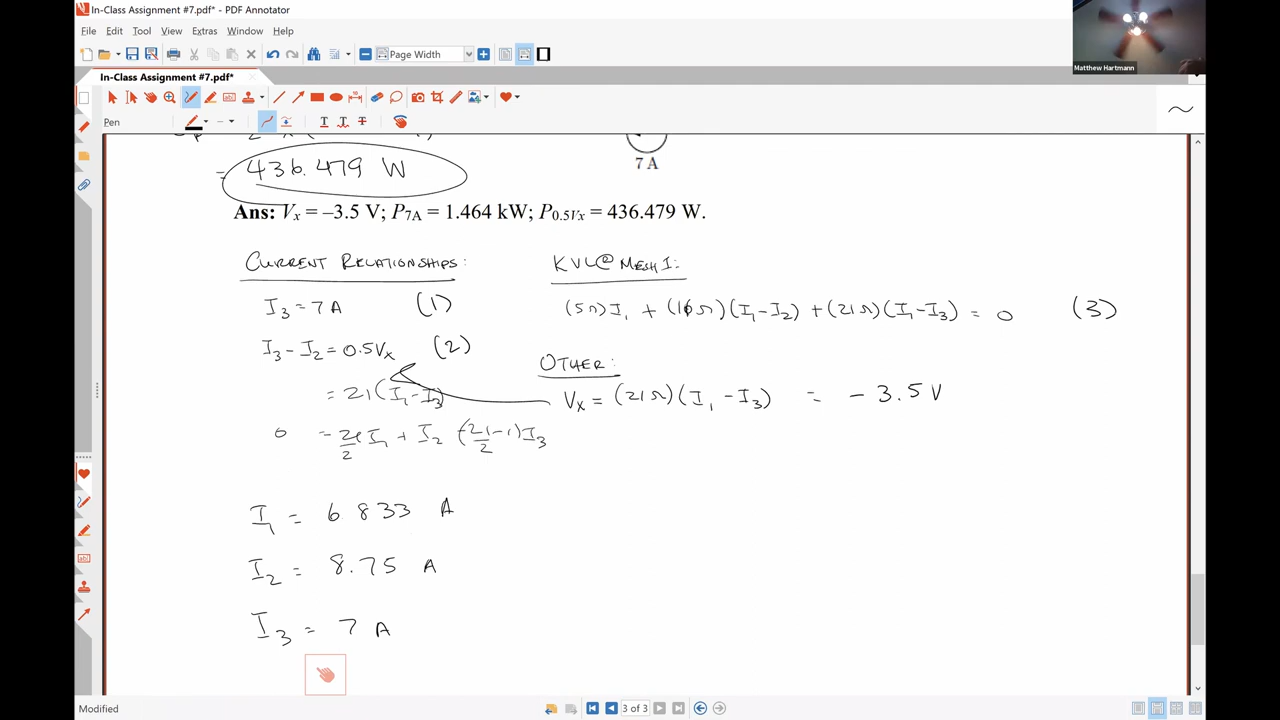 In-Class Assignment #7.pdf* - PDF Annotator
File Edit Tool View Extras Window Help
Page Width
In-Class Assignment #7.pdf*
Pen
Matthew Hartmann
7 A
= 436.479 W
Ans: Vx = –3.5 V; P7A = 1.464 kW; P0.5Vx = 436.479 W.
CURRENT RELATIONSHIPS:
I3 = 7A (1)
I3 - I2 = 0.5Vx (2)
= 21(I1 - I3)
0 = 21/2 I1 + I2 (21/2 - 1)I3
KVL @ MESH I:
(5Ω)I1 + (10Ω)(I1 - I2) + (21Ω)(I1 - I3) = 0 (3)
OTHER:
Vx = (21Ω)(I1 - I3) = - 3.5 V
I1 = 6.833 A
I2 = 8.75 A
I3 = 7 A
Modified
3 of 3